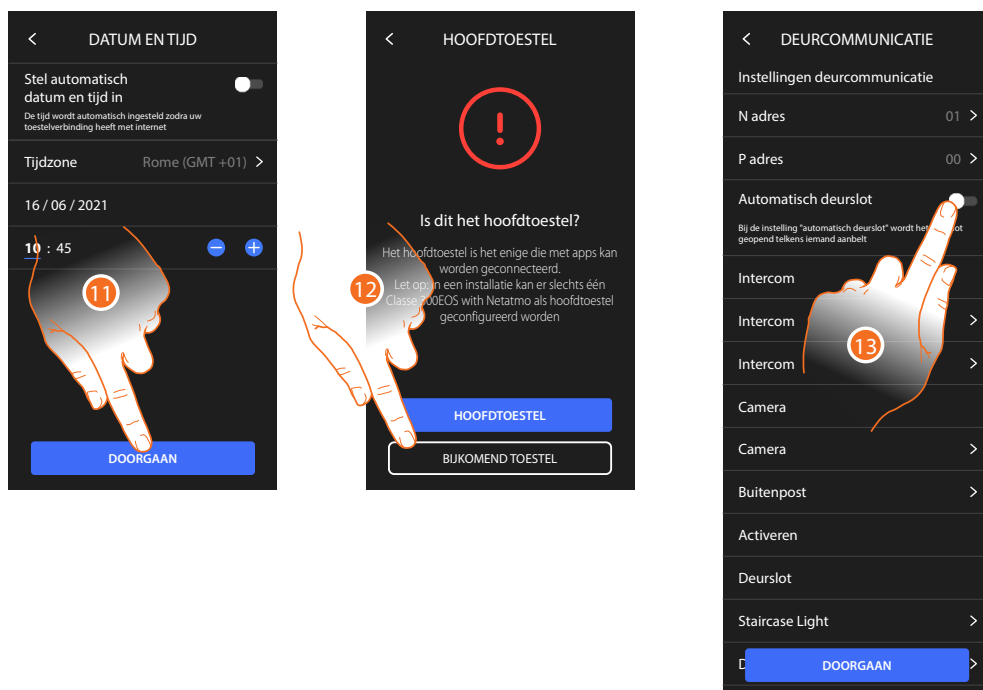 DATUM EN TIJD
Stel automatisch
datum en tijd in
De tijd wordt automatisch ingesteld zodra uw
toestelverbinding heeft met internet
Tijdzone Rome (GMT +01)
16 / 06 / 2021
10 : 45
11
DOORGAAN
HOOFDTOESTEL
Is dit het hoofdtoestel?
Het hoofdtoestel is het enige die met apps kan
worden geconnecteerd.
Let op: in een installatie kan er slechts één
Classe 300EOS with Netatmo als hoofdtoestel
geconfigureerd worden
12
HOOFDTOESTEL
BIJKOMEND TOESTEL
DEURCOMMUNICATIE
Instellingen deurcommunicatie
N adres 01
P adres 00
Automatisch deurslot
Bij de instelling "automatisch deurslot" wordt het
geopend telkens iemand aanbelt
Intercom
Intercom
13
Intercom
Camera
Camera
Buitenpost
Activeren
Deurslot
Staircase Light
DOORGAAN